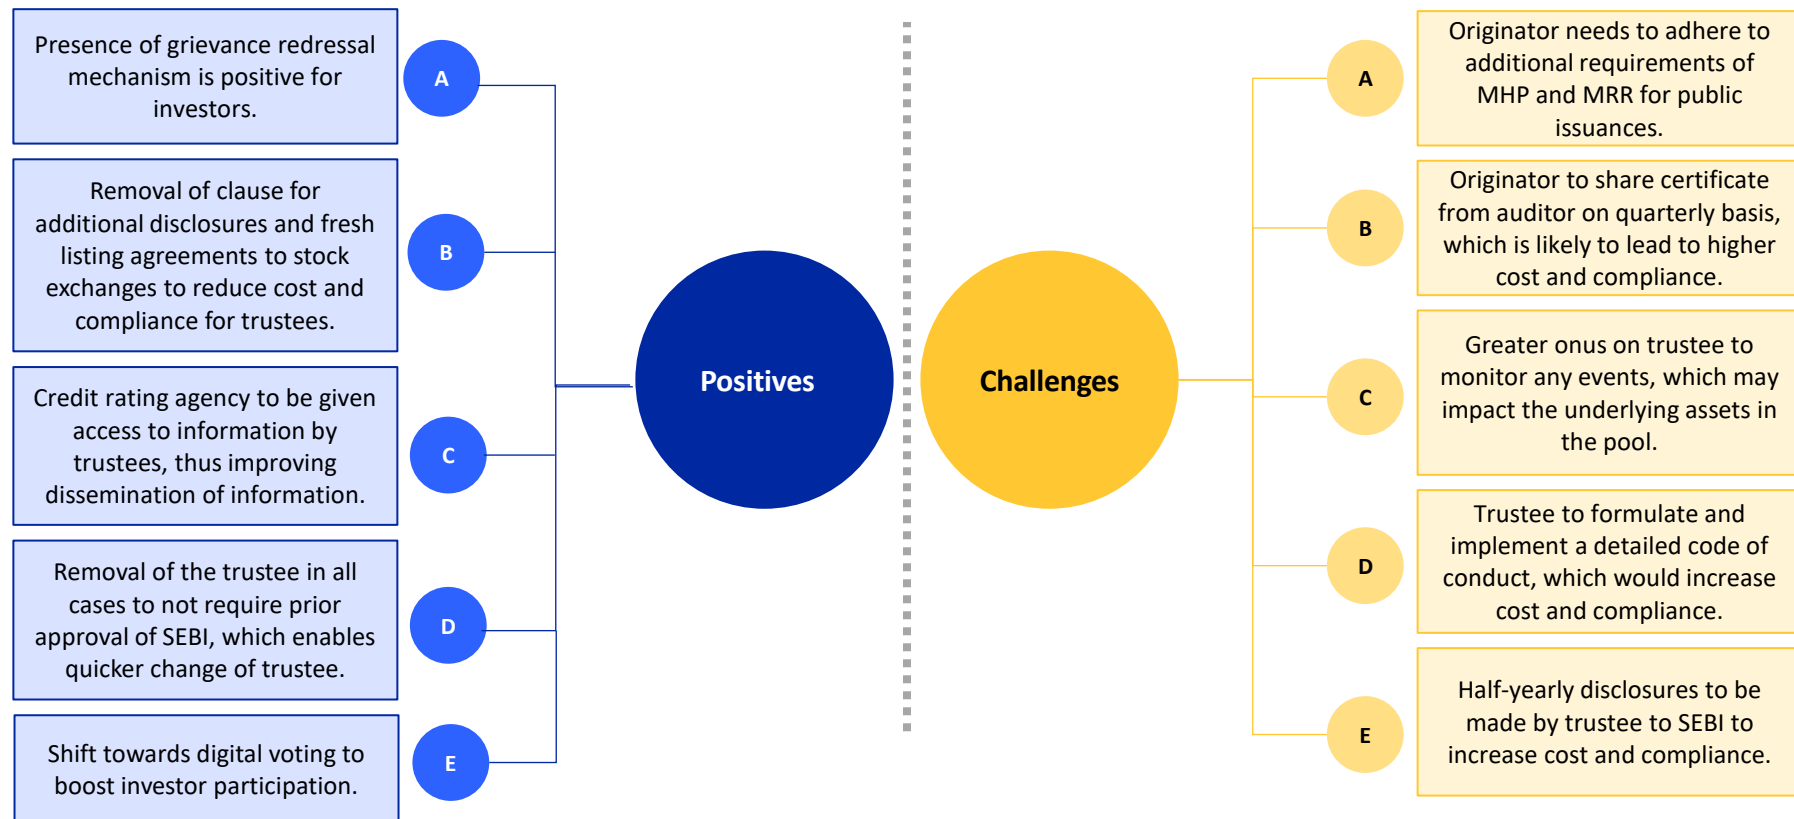 Presence of grievance redressal
mechanism is positive for
investors.
A
Removal of clause for
additional disclosures and fresh
listing agreements to stock
exchanges to reduce cost and
compliance for trustees.
B
Credit rating agency to be given
access to information by
trustees, thus improving
dissemination of information.
C
Removal of the trustee in all
cases to not require prior
approval of SEBI, which enables
quicker change of trustee.
D
Shift towards digital voting to
boost investor participation.
E
Positives
Challenges
A
Originator needs to adhere to
additional requirements of
MHP and MRR for public
issuances.
B
Originator to share certificate
from auditor on quarterly basis,
which is likely to lead to higher
cost and compliance.
C
Greater onus on trustee to
monitor any events, which may
impact the underlying assets in
the pool.
D
Trustee to formulate and
implement a detailed code of
conduct, which would increase
cost and compliance.
E
Half-yearly disclosures to be
made by trustee to SEBI to
increase cost and compliance.